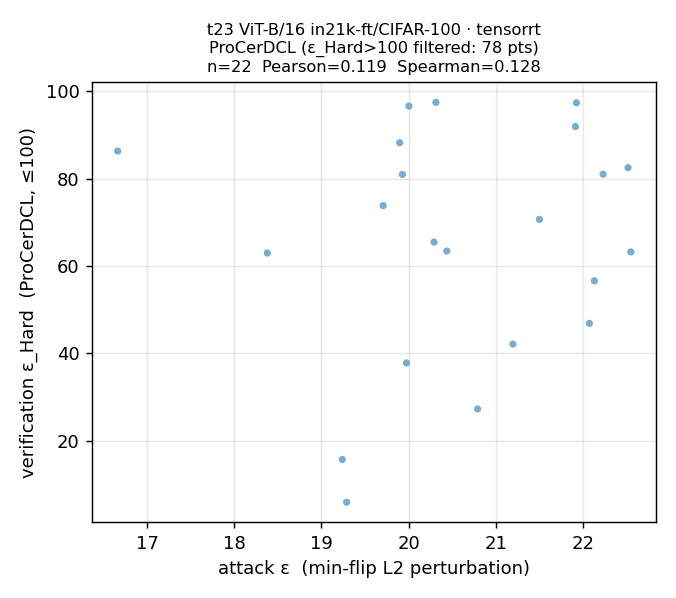 t23 ViT-B/16 in21k-ft/CIFAR-100 · tensorrt
ProCerDCL (ε_Hard>100 filtered: 78 pts)
n=22  Pearson=0.119  Spearman=0.128
verification ε_Hard  (ProCerDCL, ≤100)
100
80
60
40
20
17 18 19 20 21 22
attack ε  (min-flip L2 perturbation)